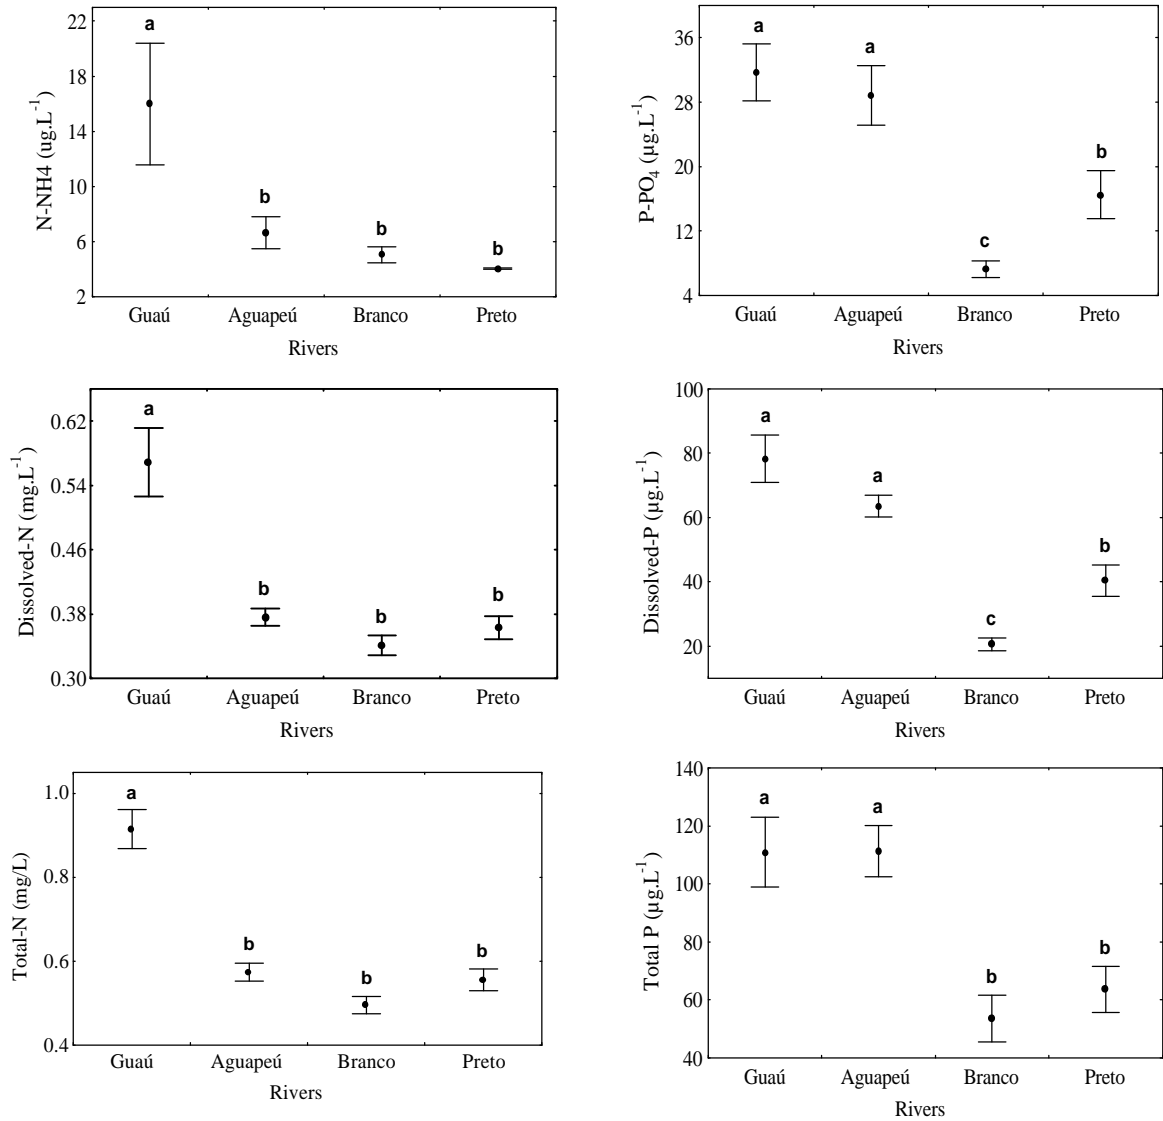 N-NH4 (ug.L-1)
22
18
14
10
6
2
a
b
b
b
Guaú Aguapeú Branco Preto
Rivers
P-PO4 (µg.L-1)
36
28
20
12
4
a
a
c
b
Guaú Aguapeú Branco Preto
Rivers
Dissolved-N (mg.L-1)
0.62
0.54
0.46
0.38
0.30
a
b
b
b
Guaú Aguapeú Branco Preto
Rivers
Dissolved-P (µg.L-1)
100
80
60
40
20
a
a
c
b
Guaú Aguapeú Branco Preto
Rivers
Total-N (mg/L)
1.0
0.8
0.6
0.4
a
b
b
b
Guaú Aguapeú Branco Preto
Rivers
Total P (µg.L-1)
140
120
100
80
60
40
a
a
b
b
Guaú Aguapeú Branco Preto
Rivers